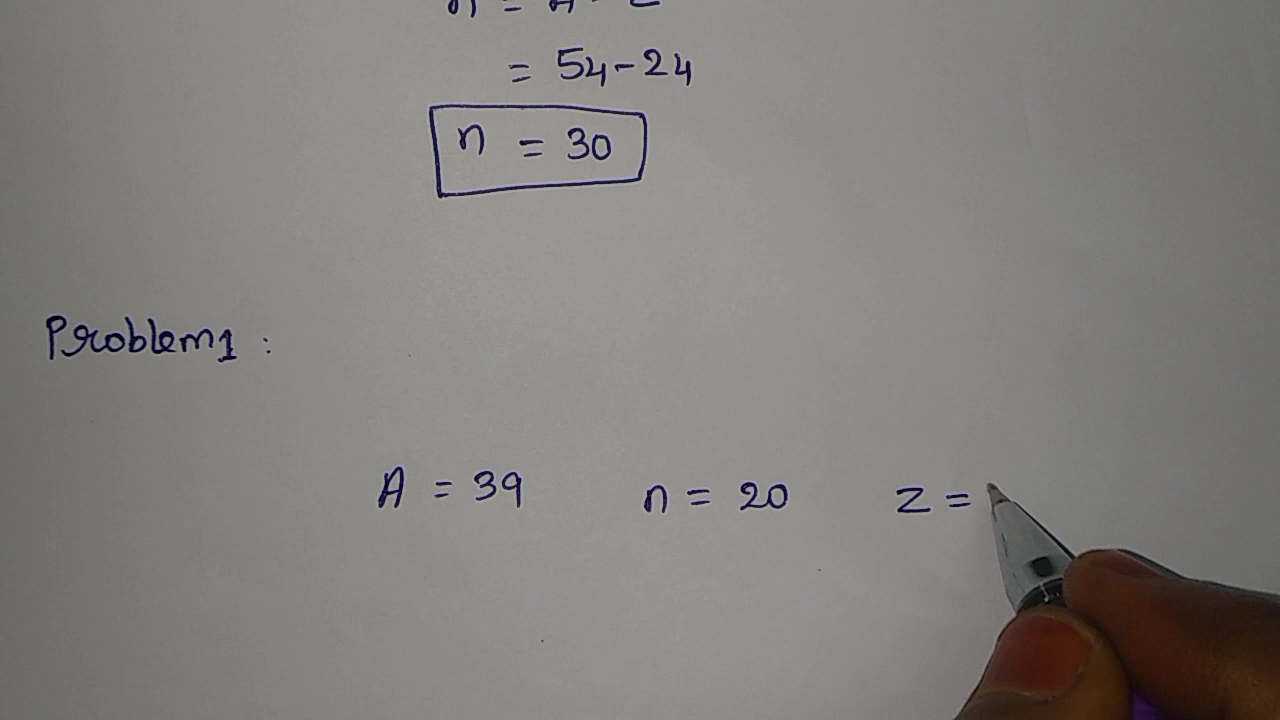 n = A - Z
= 54-24
n = 30
Problem1 :
A = 39 n = 20 Z =